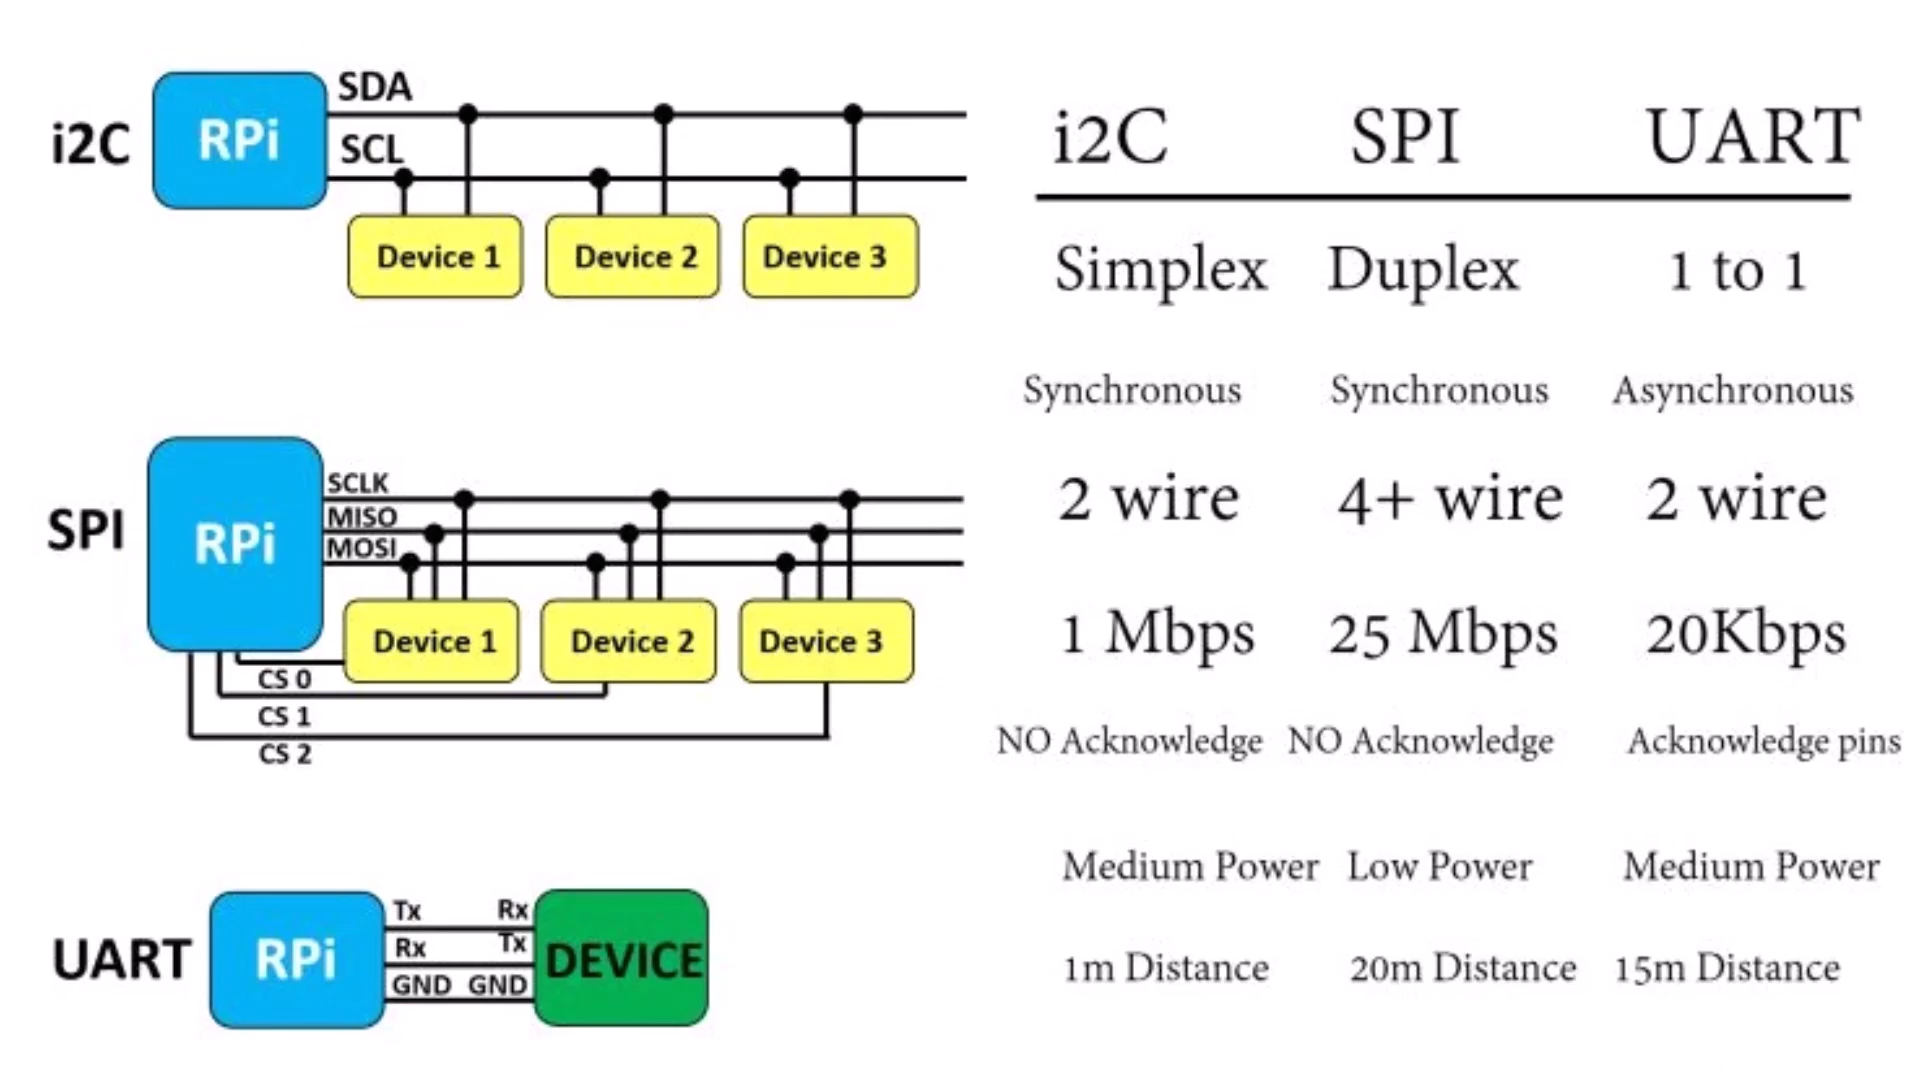 i2C
RPi
SDA
SCL
Device 1
Device 2
Device 3
SPI
RPi
SCLK
MISO
MOSI
Device 1
Device 2
Device 3
CS 0
CS 1
CS 2
UART
RPi
Tx Rx
Rx Tx
GND GND
DEVICE
i2C SPI UART
Simplex Duplex 1 to 1
Synchronous Synchronous Asynchronous
2 wire 4+ wire 2 wire
1 Mbps 25 Mbps 20Kbps
NO Acknowledge NO Acknowledge Acknowledge pins
Medium Power Low Power Medium Power
1m Distance 20m Distance 15m Distance